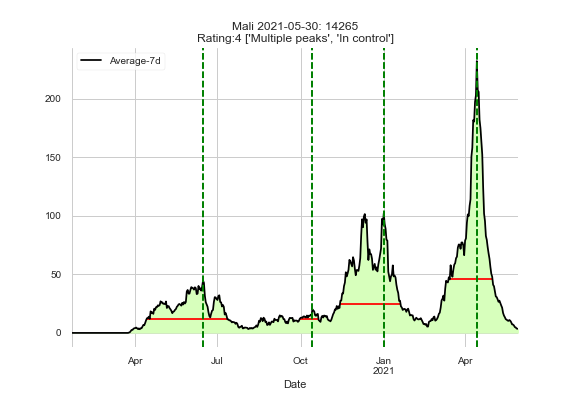 Mali 2021-05-30: 14265
Rating:4 ['Multiple peaks', 'In control']
Average-7d
200
150
100
50
0
Apr
Jul
Oct
Jan
2021
Apr
Date